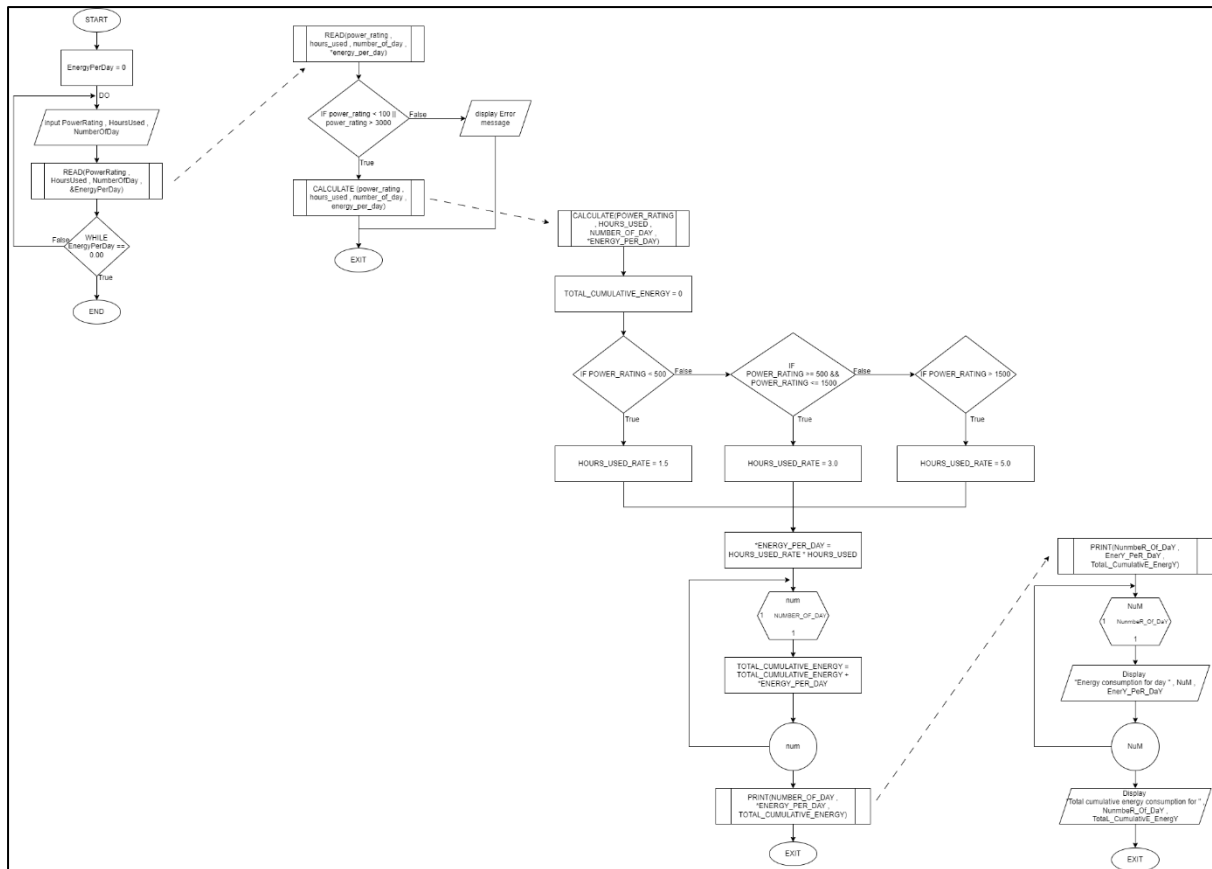 START
EnergyPerDay = 0
DO
Input PowerRating , HoursUsed ,
NumberOfDay
READ(PowerRating ,
HoursUsed , NumberOfDay ,
&EnergyPerDay)
False
WHILE
EnergyPerDay ==
0.00
True
END
READ(power_rating ,
hours_used , number_of_day ,
*energy_per_day)
IF power_rating < 100 ||
power_rating > 3000
False
display Error
message
True
CALCULATE (power_rating ,
hours_used , number_of_day ,
energy_per_day)
EXIT
CALCULATE(POWER_RATING
, HOURS_USED ,
NUMBER_OF_DAY ,
*ENERGY_PER_DAY)
TOTAL_CUMULATIVE_ENERGY = 0
IF POWER_RATING < 500
False
IF
POWER_RATING >= 500 &&
POWER_RATING <= 1500
False
IF POWER_RATING > 1500
True
True
True
HOURS_USED_RATE = 1.5
HOURS_USED_RATE = 3.0
HOURS_USED_RATE = 5.0
*ENERGY_PER_DAY =
HOURS_USED_RATE * HOURS_USED
num
1 NUMBER_OF_DAY
1
TOTAL_CUMULATIVE_ENERGY =
TOTAL_CUMULATIVE_ENERGY +
*ENERGY_PER_DAY
num
PRINT(NUMBER_OF_DAY ,
*ENERGY_PER_DAY ,
TOTAL_CUMULATIVE_ENERGY)
EXIT
PRINT(NunmbeR_Of_DaY ,
EnerY_PeR_DaY ,
TotaL_CumulativE_EnergY)
NuM
1 NunmbeR_Of_DaY
1
Display
"Energy consumption for day " , NuM ,
EnerY_PeR_DaY
NuM
Display
"Total cumulative energy consumption for " ,
NunmbeR_Of_DaY ,
TotaL_CumulativE_EnergY
EXIT